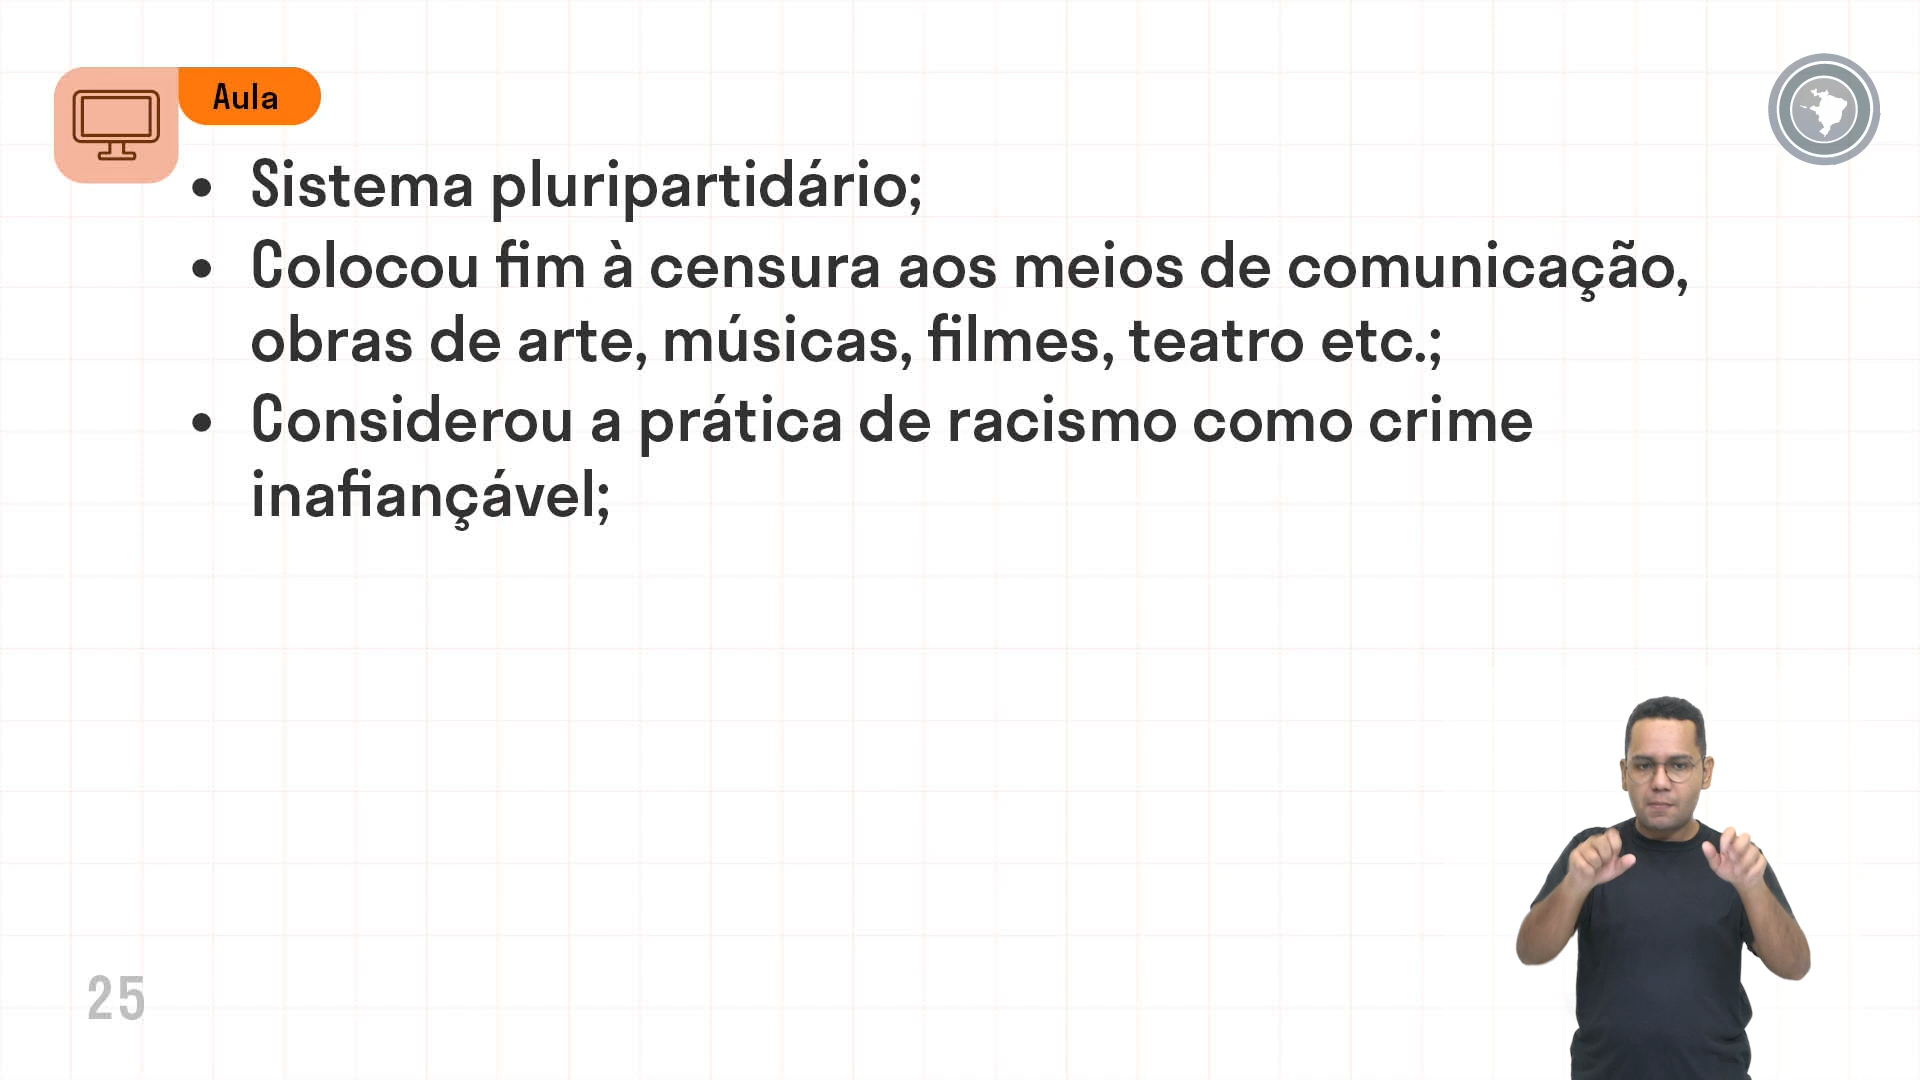 Aula
• Sistema pluripartidário;
• Colocou fim à censura aos meios de comunicação,
obras de arte, músicas, filmes, teatro etc.;
• Considerou a prática de racismo como crime
inafiançável;
25